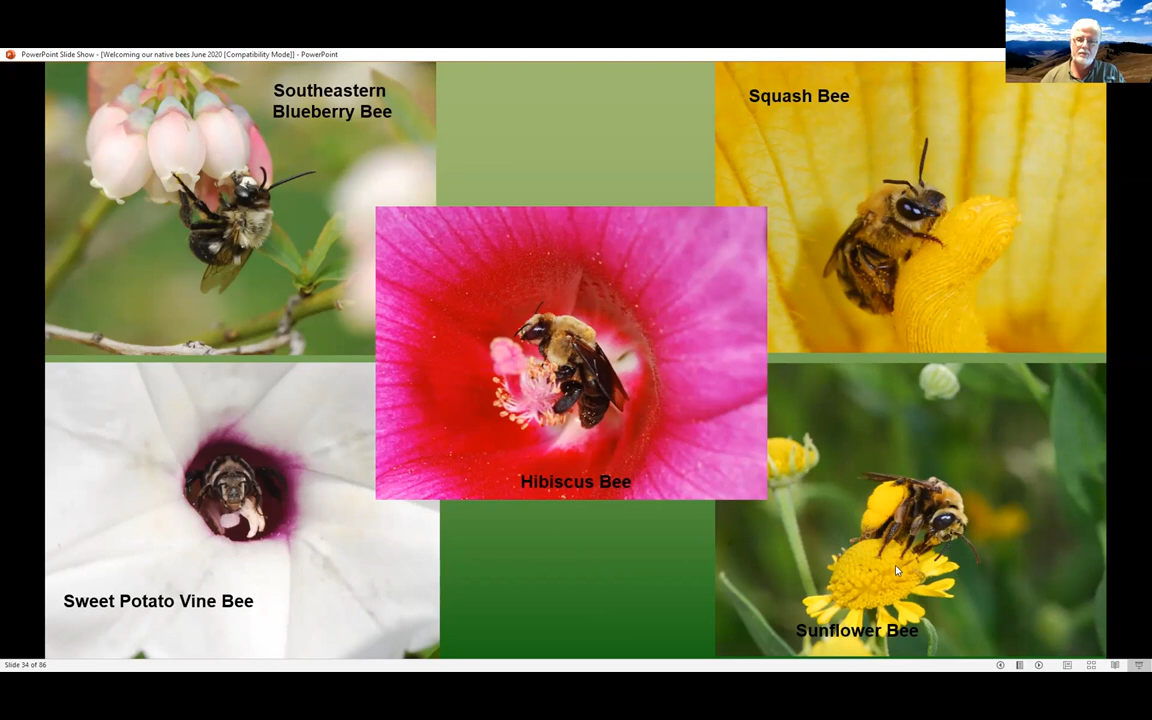 PowerPoint Slide Show - [Welcoming our native bees June 2020 [Compatibility Mode]] - PowerPoint
Southeastern
Blueberry Bee
Squash Bee
Hibiscus Bee
Sweet Potato Vine Bee
Sunflower Bee
Slide 34 of 86